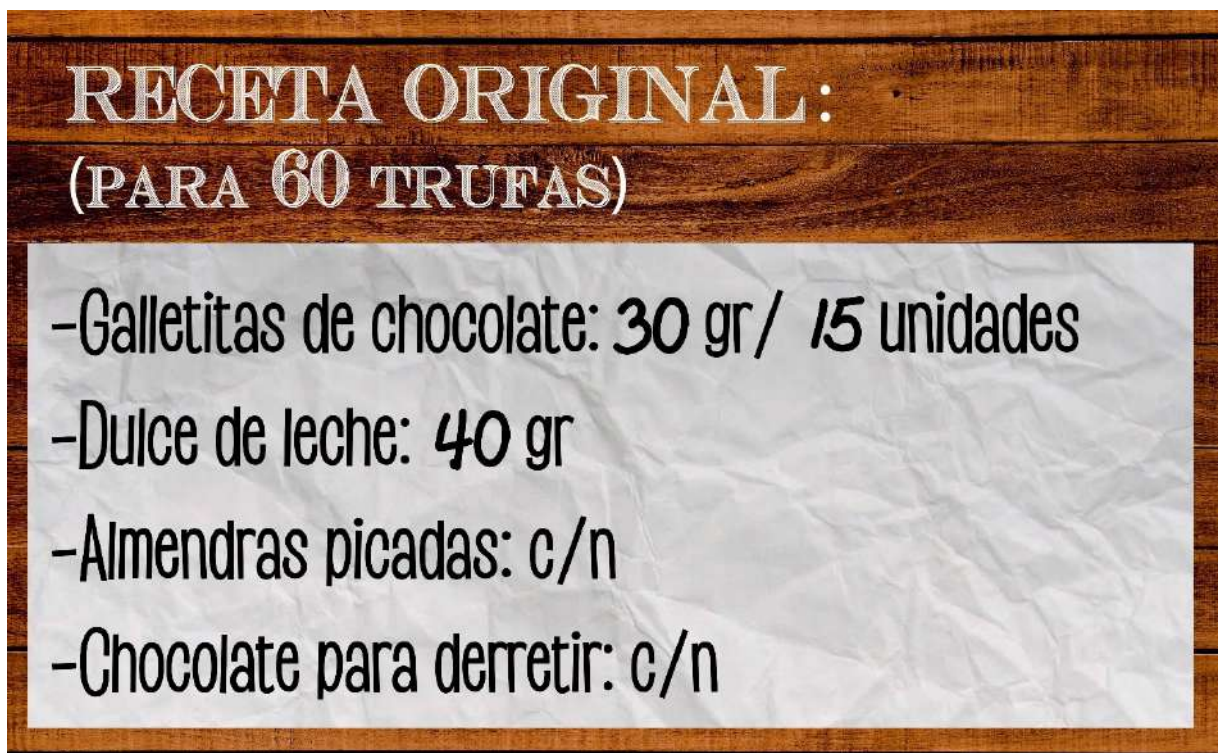 RECETA ORIGINAL:
(PARA 60 TRUFAS)
-Galletitas de chocolate: 30 gr/ 15 unidades
-Dulce de leche: 40 gr
-Almendras picadas: c/n
-Chocolate para derretir: c/n